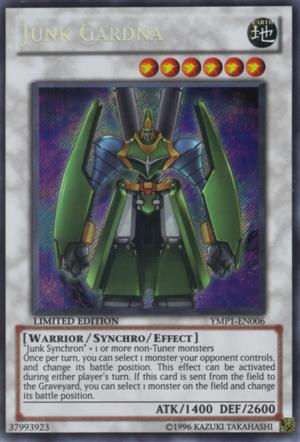 JUNK GARDNA
EARTH
地
LIMITED EDITION
YMP1-EN006
[WARRIOR/SYNCHRO/EFFECT]
"Junk Synchron" + 1 or more non-Tuner monsters
Once per turn, you can select 1 monster your opponent controls,
and change its battle position. This effect can be activated
during either player's turn. If this card is sent from the field to
the Graveyard, you can select 1 monster on the field and change
its battle position.
ATK/1400 DEF/2600
37993923
©1996 KAZUKI TAKAHASHI